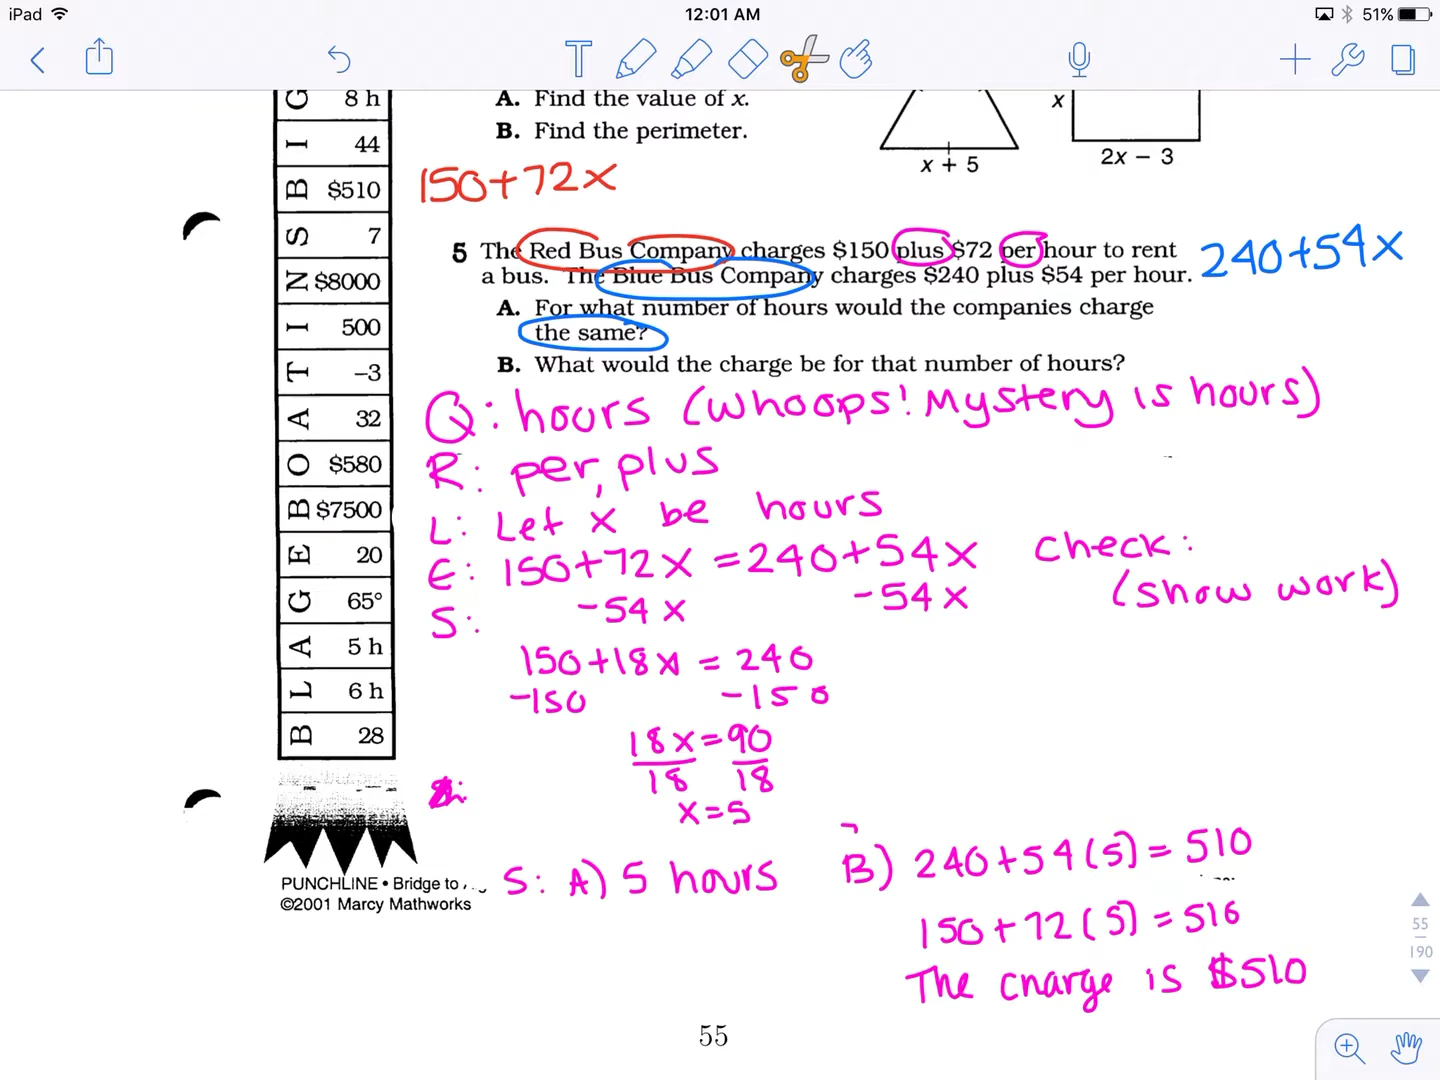 iPad
12:01 AM
51%
G 8 h
I 44
B $510
S 7
N $8000
I 500
T -3
A 32
O $580
B $7500
E 20
G 65°
A 5 h
L 6 h
B 28
A. Find the value of x.
B. Find the perimeter.
x + 5
x
2x − 3
150+72x
5 The Red Bus Company charges $150 plus $72 per hour to rent
a bus. The Blue Bus Company charges $240 plus $54 per hour.
240+54x
A. For what number of hours would the companies charge
the same?
B. What would the charge be for that number of hours?
Q: hours (whoops! Mystery is hours)
R: per, plus
L: Let x be hours
E: 150+72x =240+54x
S: -54x -54x
150+18x = 240
-150 -150
18x=90
18 18
x=5
Check:
(show work)
S: A) 5 hours
B) 240+54(5)=510
150+72(5)=510
The charge is $510
PUNCHLINE • Bridge to
©2001 Marcy Mathworks
55
55
190